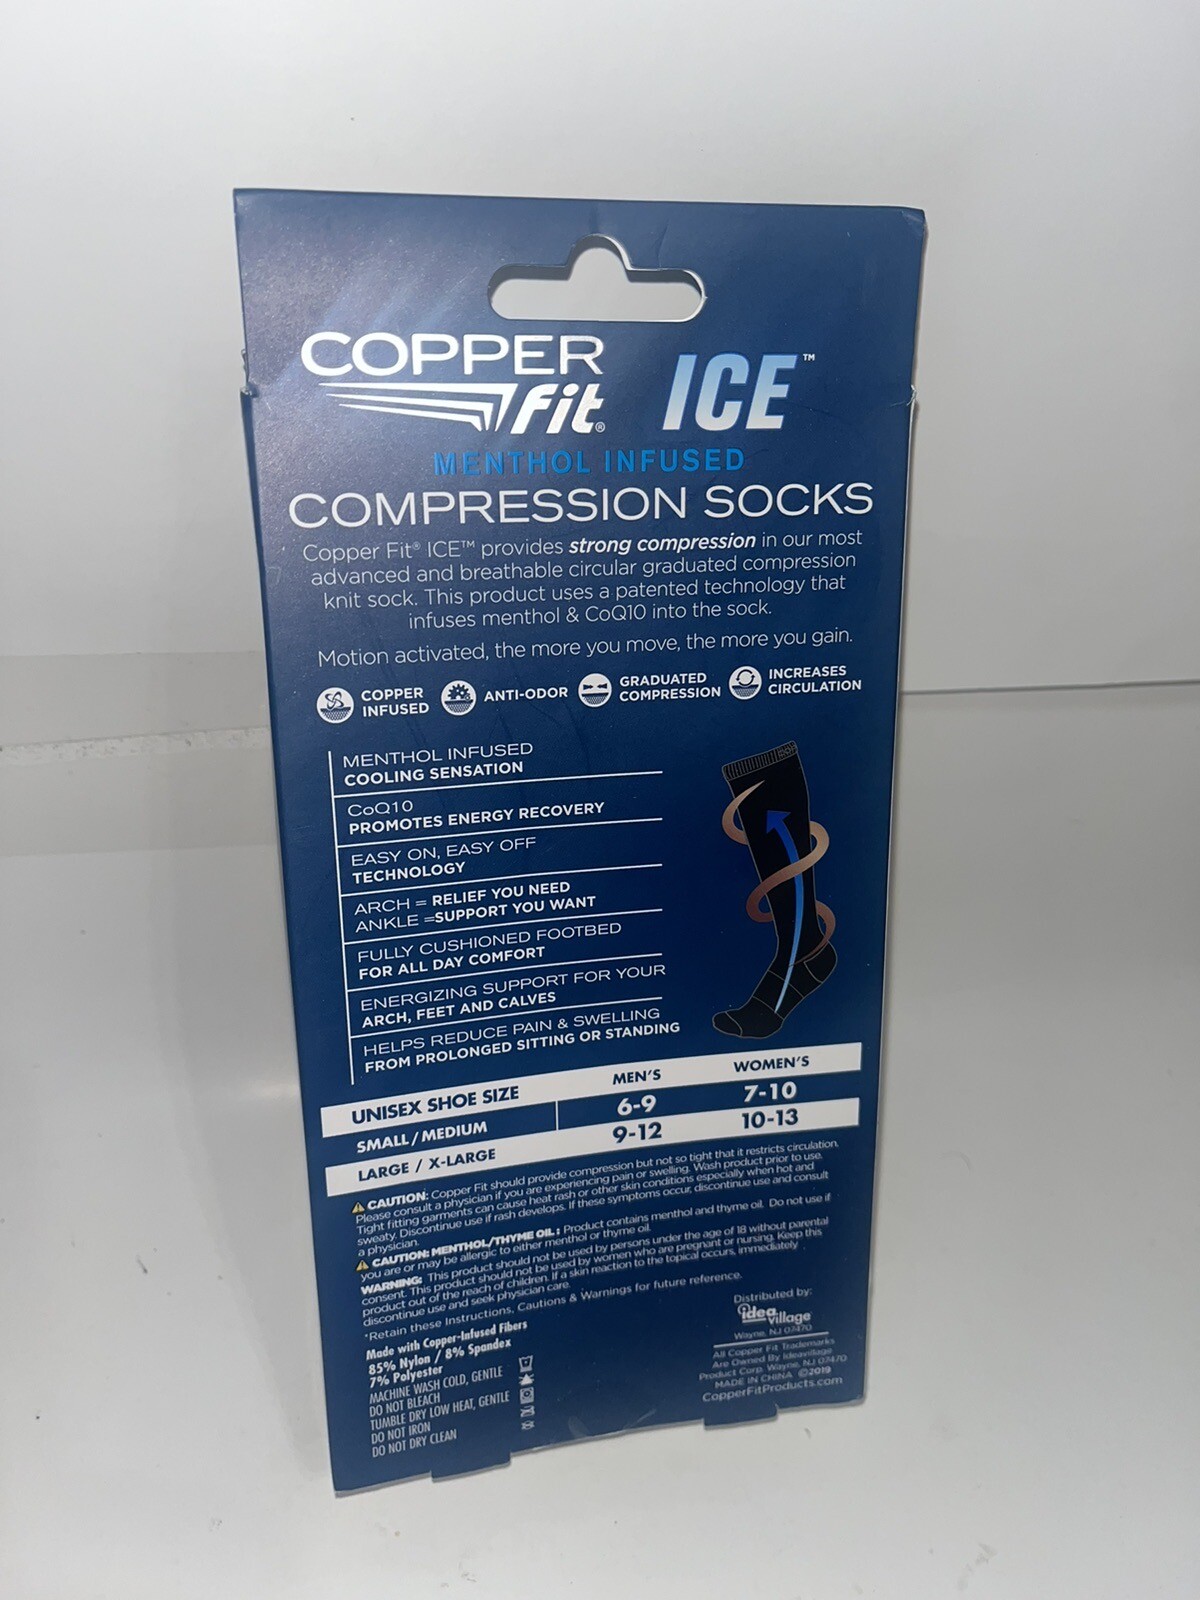 COPPER
fit®
ICE™
MENTHOL INFUSED
COMPRESSION SOCKS
Copper Fit® ICE™ provides strong compression in our most
advanced and breathable circular graduated compression
knit sock. This product uses a patented technology that
infuses menthol & CoQ10 into the sock.
Motion activated, the more you move, the more you gain.
COPPER
INFUSED
ANTI-ODOR
GRADUATED
COMPRESSION
INCREASES
CIRCULATION
MENTHOL INFUSED
COOLING SENSATION
CoQ10
PROMOTES ENERGY RECOVERY
EASY ON, EASY OFF
TECHNOLOGY
ARCH = RELIEF YOU NEED
ANKLE =SUPPORT YOU WANT
FULLY CUSHIONED FOOTBED
FOR ALL DAY COMFORT
ENERGIZING SUPPORT FOR YOUR
ARCH, FEET AND CALVES
HELPS REDUCE PAIN & SWELLING
FROM PROLONGED SITTING OR STANDING
UNISEX SHOE SIZE MEN'S WOMEN'S
SMALL / MEDIUM 6-9 7-10
LARGE / X-LARGE 9-12 10-13
CAUTION: Copper Fit should provide compression but not so tight that it restricts circulation.
Please consult a physician if you are experiencing pain or swelling. Wash product prior to use.
Tight fitting garments can cause heat rash or other skin conditions especially when hot and
sweaty. Discontinue use if rash develops. If these symptoms occur, discontinue use and consult
a physician.
CAUTION: MENTHOL/THYME OIL: Product contains menthol and thyme oil. Do not use if
you are or may be allergic to either menthol or thyme oil.
WARNING: This product should not be used by persons under the age of 18 without parental
consent. This product should not be used by women who are pregnant or nursing. Keep this
product out of the reach of children. If a skin reaction to the topical occurs, immediately
discontinue use and seek physician care.
*Retain these Instructions, Cautions & Warnings for future reference.
Made with Copper-Infused Fibers
85% Nylon / 8% Spandex
7% Polyester
MACHINE WASH COLD, GENTLE
DO NOT BLEACH
TUMBLE DRY LOW HEAT, GENTLE
DO NOT IRON
DO NOT DRY CLEAN
Distributed by:
idea village
Wayne, NJ 07470
All Copper Fit Trademarks
Are Owned By Ideavillage
Product Corp. Wayne, NJ 07470
MADE IN CHINA ©2019
CopperFitProducts.com